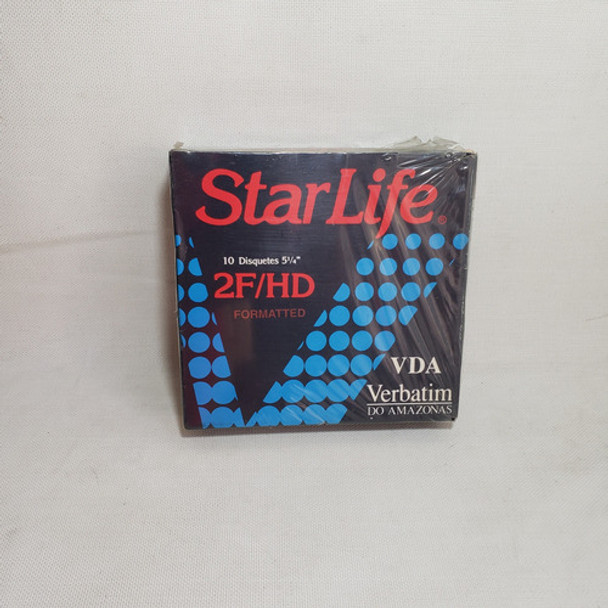 StarLife®
10 Disquetes 5¼"
2F/HD
FORMATTED
VDA
Verbatim
DO AMAZONAS